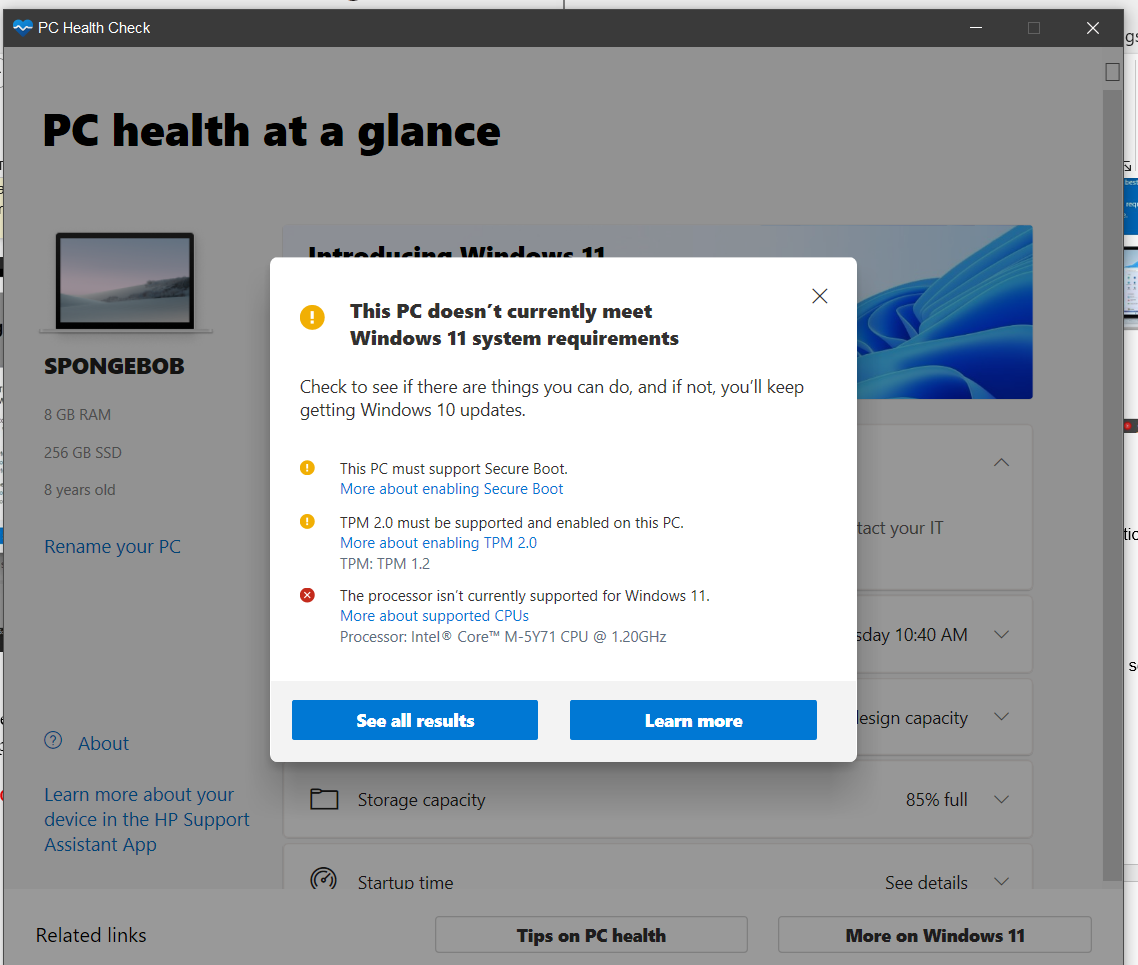 PC Health Check
PC health at a glance
Introducing Windows 11
SPONGEBOB
8 GB RAM
256 GB SSD
8 years old
Rename your PC
About
Learn more about your
device in the HP Support
Assistant App
This PC doesn’t currently meet
Windows 11 system requirements
Check to see if there are things you can do, and if not, you’ll keep
getting Windows 10 updates.
This PC must support Secure Boot.
More about enabling Secure Boot
TPM 2.0 must be supported and enabled on this PC.
More about enabling TPM 2.0
TPM: TPM 1.2
The processor isn’t currently supported for Windows 11.
More about supported CPUs
Processor: Intel® Core™ M-5Y71 CPU @ 1.20GHz
See all results
Learn more
tact your IT
sday 10:40 AM
design capacity
Storage capacity
85% full
Startup time
See details
Related links
Tips on PC health
More on Windows 11